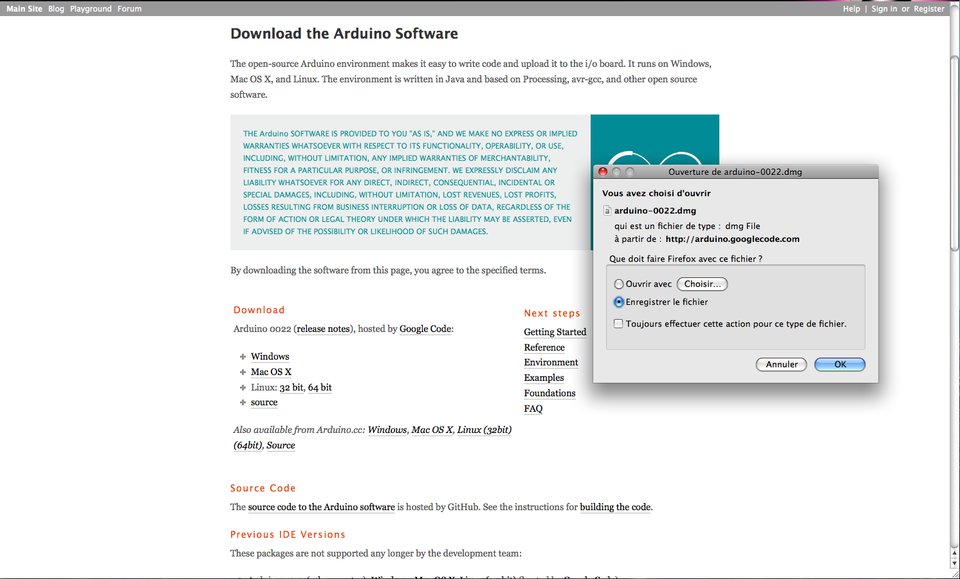 Main Site Blog Playground Forum
Help | Sign in or Register
Download the Arduino Software
The open-source Arduino environment makes it easy to write code and upload it to the i/o board. It runs on Windows,
Mac OS X, and Linux. The environment is written in Java and based on Processing, avr-gcc, and other open source
software.
THE Arduino SOFTWARE IS PROVIDED TO YOU "AS IS," AND WE MAKE NO EXPRESS OR IMPLIED
WARRANTIES WHATSOEVER WITH RESPECT TO ITS FUNCTIONALITY, OPERABILITY, OR USE,
INCLUDING, WITHOUT LIMITATION, ANY IMPLIED WARRANTIES OF MERCHANTABILITY,
FITNESS FOR A PARTICULAR PURPOSE, OR INFRINGEMENT. WE EXPRESSLY DISCLAIM ANY
LIABILITY WHATSOEVER FOR ANY DIRECT, INDIRECT, CONSEQUENTIAL, INCIDENTAL OR
SPECIAL DAMAGES, INCLUDING, WITHOUT LIMITATION, LOST REVENUES, LOST PROFITS,
LOSSES RESULTING FROM BUSINESS INTERRUPTION OR LOSS OF DATA, REGARDLESS OF THE
FORM OF ACTION OR LEGAL THEORY UNDER WHICH THE LIABILITY MAY BE ASSERTED, EVEN
IF ADVISED OF THE POSSIBILITY OR LIKELIHOOD OF SUCH DAMAGES.
By downloading the software from this page, you agree to the specified terms.
Download
Arduino 0022 (release notes), hosted by Google Code:
Windows
Mac OS X
Linux: 32 bit, 64 bit
source
Also available from Arduino.cc: Windows, Mac OS X, Linux (32bit)
(64bit), Source
Next steps
Getting Started
Reference
Environment
Examples
Foundations
FAQ
Source Code
The source code to the Arduino software is hosted by GitHub. See the instructions for building the code.
Previous IDE Versions
These packages are not supported any longer by the development team:
Ouverture de arduino-0022.dmg
Vous avez choisi d'ouvrir
arduino-0022.dmg
qui est un fichier de type : dmg File
à partir de : http://arduino.googlecode.com
Que doit faire Firefox avec ce fichier ?
Ouvrir avec Choisir...
Enregistrer le fichier
Toujours effectuer cette action pour ce type de fichier.
Annuler OK